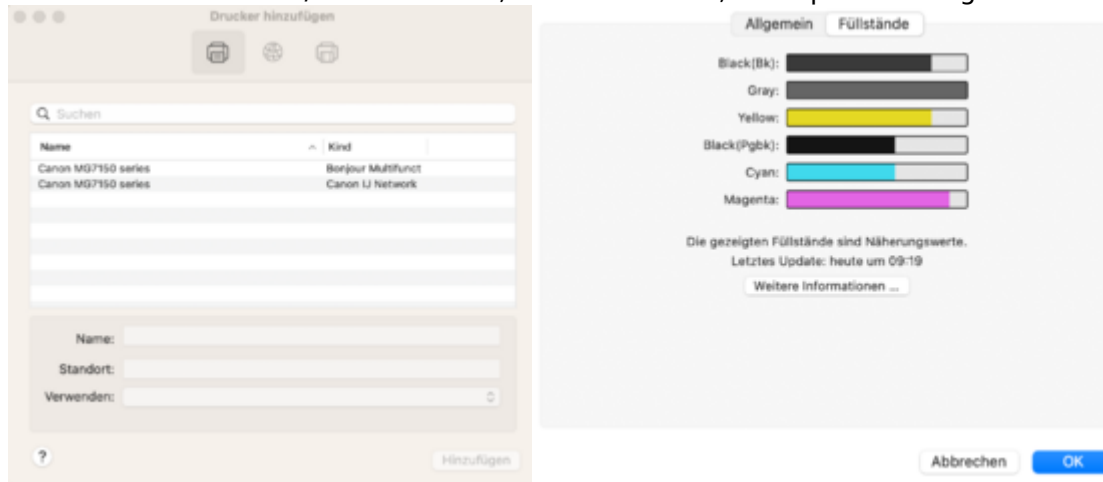 Drucker hinzufügen
Suchen
Name Kind
Canon MG7150 series Bonjour Multifunct
Canon MG7150 series Canon IJ Network
Name:
Standort:
Verwenden:
?
Hinzufügen
Allgemein Füllstände
Black(Bk):
Gray:
Yellow:
Black(Pgbk):
Cyan:
Magenta:
Die gezeigten Füllstände sind Näherungswerte.
Letztes Update: heute um 09:19
Weitere Informationen ...
Abbrechen OK